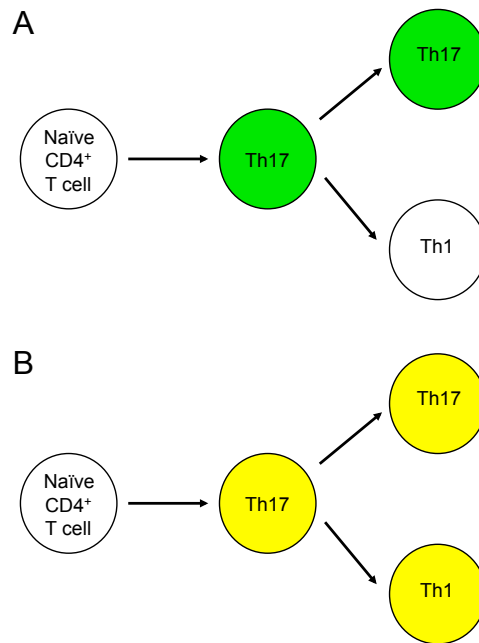 A
Th17
Naïve
CD4⁺
T cell
Th17
Th1
B
Th17
Naïve
CD4⁺
T cell
Th17
Th1